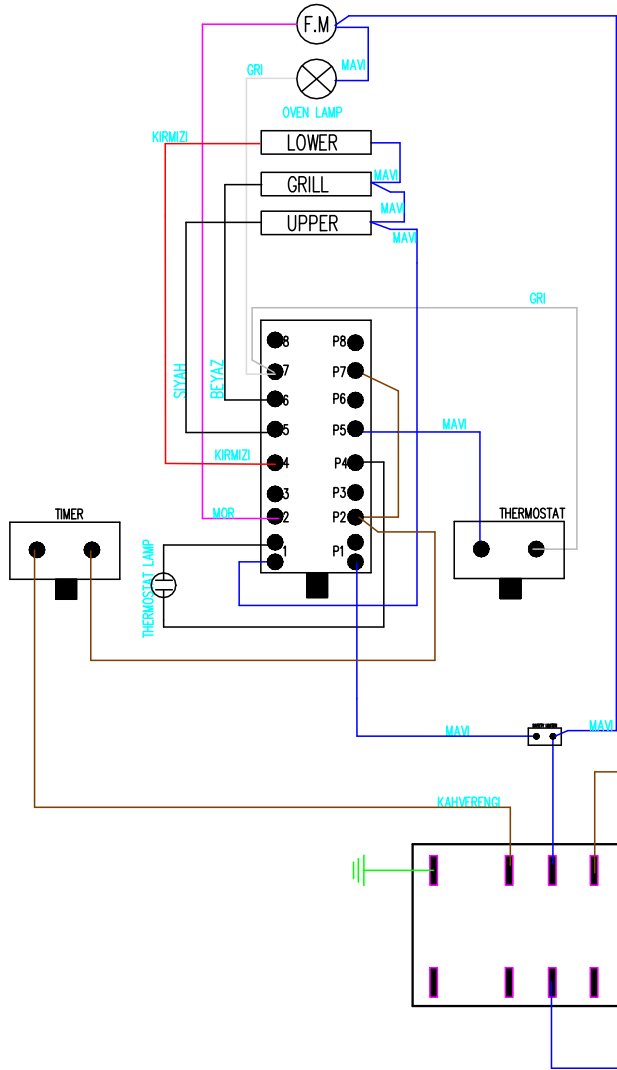 F.M
MAVI
GRI
OVEN LAMP
KIRMIZI
LOWER
MAVI
GRILL
MAVI
UPPER
MAVI
GRI
8 P8
7 P7
SIYAH
BEYAZ
6 P6
5 P5
MAVI
KIRMIZI
4 P4
3 P3
MOR
2 P2
TIMER
THERMOSTAT
1 P1
THERMOSTAT LAMP
MAVI
MAVI
KAHVERENGI